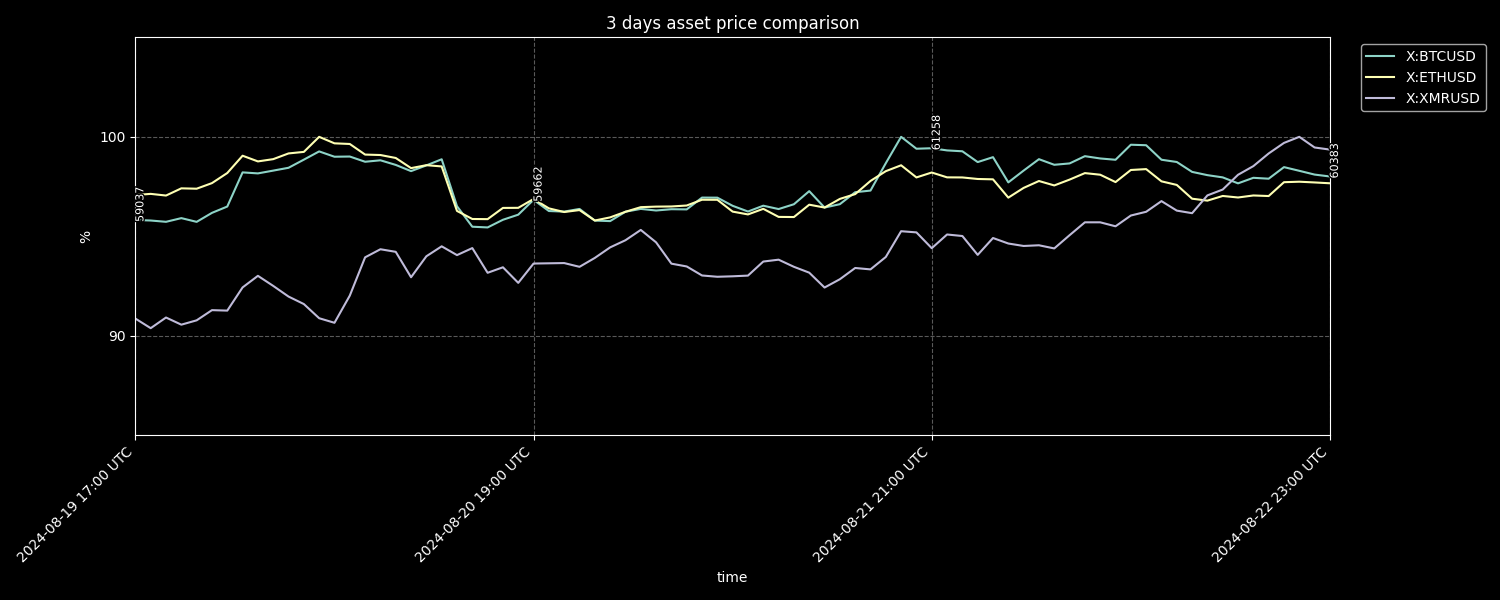 3 days asset price comparison
X:BTCUSD
X:ETHUSD
X:XMRUSD
100
90
%
59037
59662
61258
60383
2024-08-19 17:00 UTC
2024-08-20 19:00 UTC
2024-08-21 21:00 UTC
2024-08-22 23:00 UTC
time